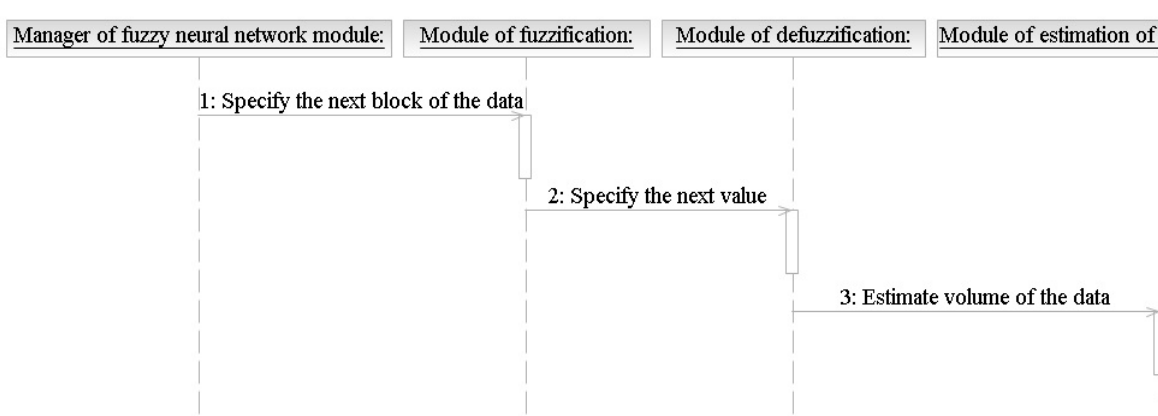 Manager of fuzzy neural network module:
Module of fuzzification:
Module of defuzzification:
Module of estimation of
1: Specify the next block of the data
2: Specify the next value
3: Estimate volume of the data